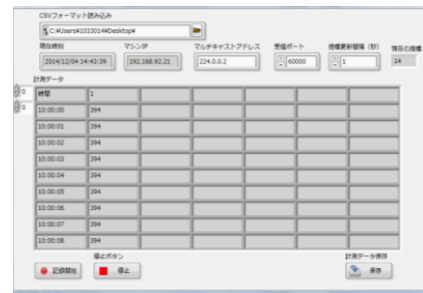 CSVフォーマット読み込み
C:¥Users¥1033014¥Desktop¥
現在時刻 マシンIP マルチキャストアドレス 受信ポート 座標更新間隔(秒) 現在の座標
2014/12/04 14:43:39 192.168.92.21 224.0.0.2 60000 1 14
計測データ
0 時間 1
0 10:00:00 394
10:00:01 394
10:00:02 394
10:00:03 394
10:00:04 394
10:00:05 394
10:00:06 394
10:00:07 394
10:00:08 394
停止ボタン 計測データ保存
記録開始 停止 保存